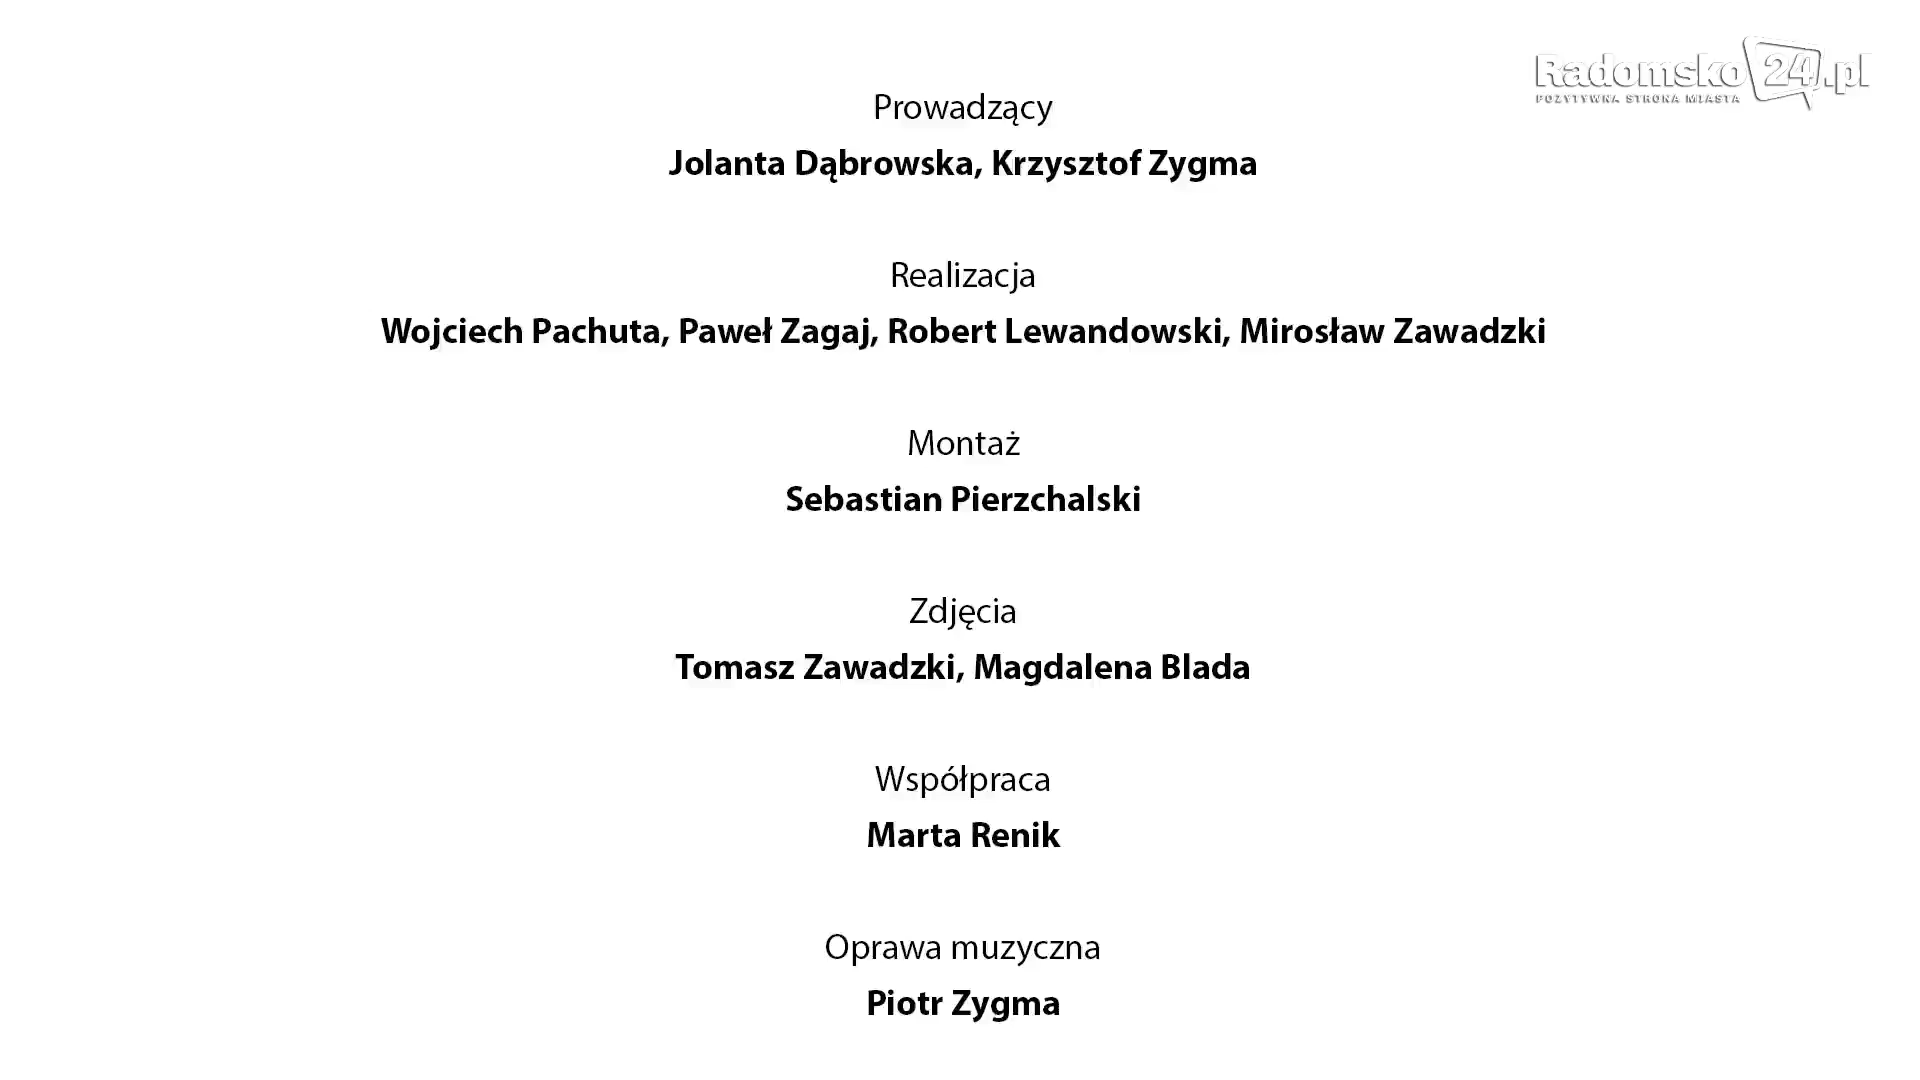 Radomsko24.pl
POZYTYWNA STRONA MIASTA
Prowadzący
Jolanta Dąbrowska, Krzysztof Zygma
Realizacja
Wojciech Pachuta, Paweł Zagaj, Robert Lewandowski, Mirosław Zawadzki
Montaż
Sebastian Pierzchalski
Zdjęcia
Tomasz Zawadzki, Magdalena Blada
Współpraca
Marta Renik
Oprawa muzyczna
Piotr Zygma